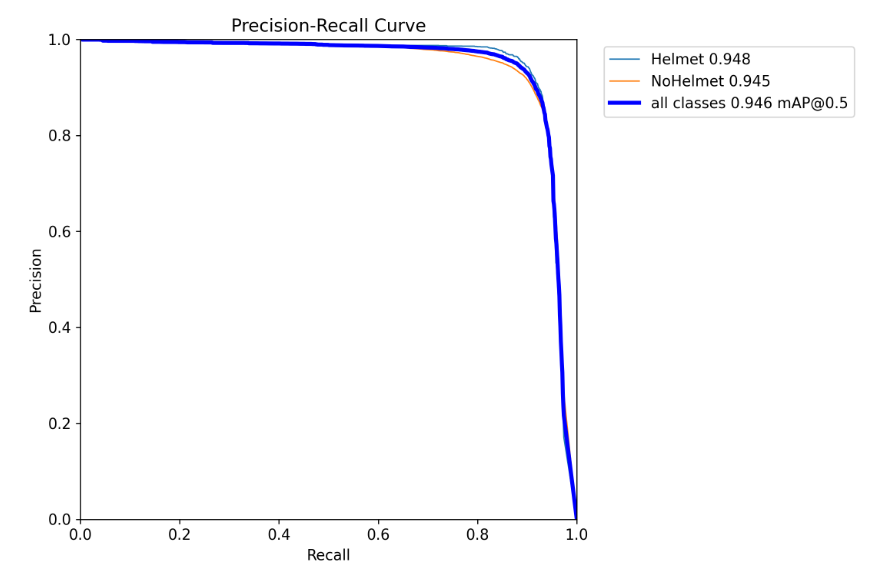 Precision-Recall Curve
1.0
0.8
0.6
0.4
0.2
0.0
Precision
0.0 0.2 0.4 0.6 0.8 1.0
Recall
Helmet 0.948
NoHelmet 0.945
all classes 0.946 mAP@0.5